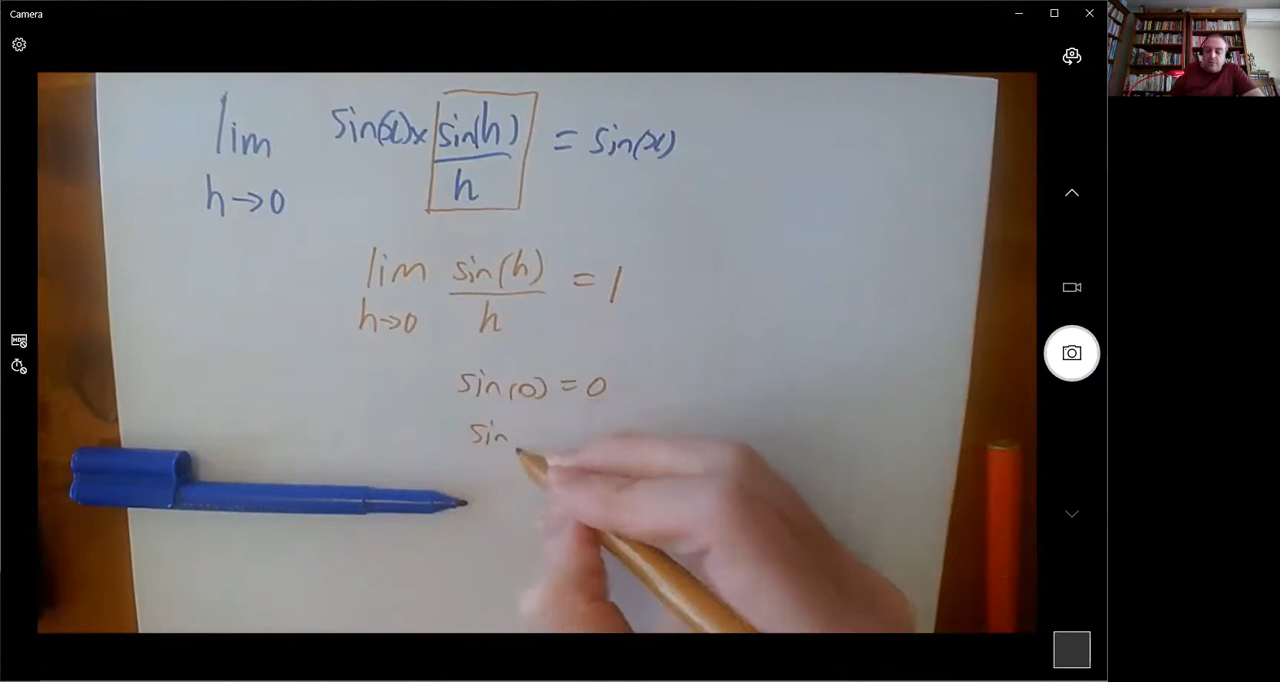 Camera
lim sin(x)x sin(h) = sin(x)
h→0 h
lim sin(h) = 1
h→0 h
sin(0) = 0
sin